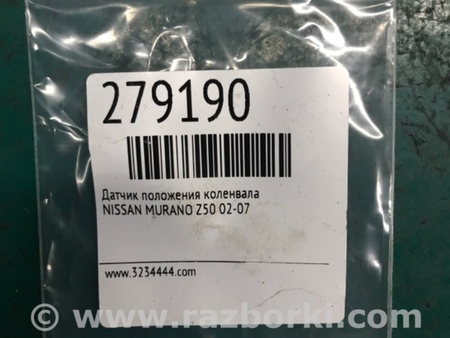 279190
Датчик положения коленвала
NISSAN MURANO Z50 02-07
www.3234444.com
© www.razborki.com